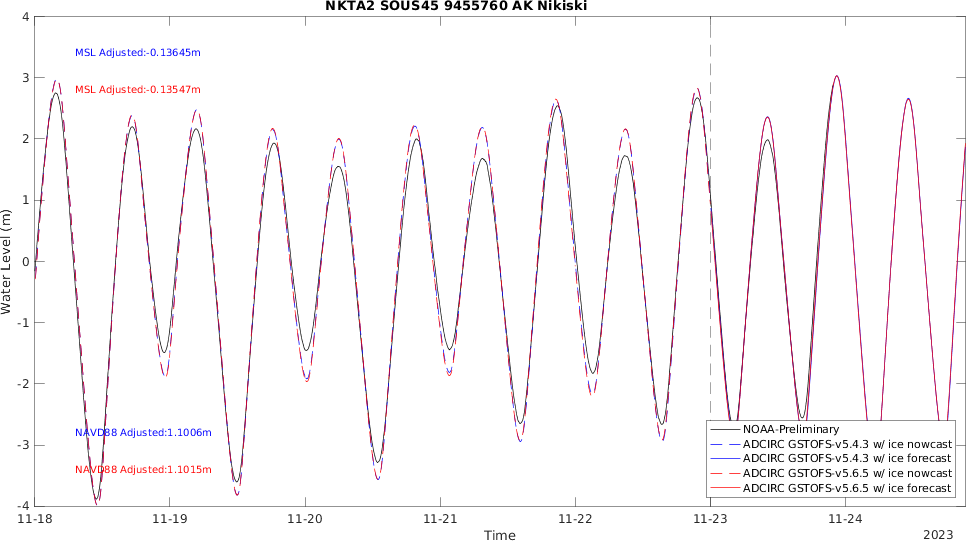 NKTA2 SOUS45 9455760 AK Nikiski
MSL Adjusted:-0.13645m
MSL Adjusted:-0.13547m
NAVD88 Adjusted:1.1006m
NAVD88 Adjusted:1.1015m
Water Level (m)
4
3
2
1
0
-1
-2
-3
-4
11-18
11-19
11-20
11-21
11-22
11-23
11-24
Time
2023
NOAA-Preliminary
ADCIRC GSTOFS-v5.4.3 w/ ice nowcast
ADCIRC GSTOFS-v5.4.3 w/ ice forecast
ADCIRC GSTOFS-v5.6.5 w/ ice nowcast
ADCIRC GSTOFS-v5.6.5 w/ ice forecast